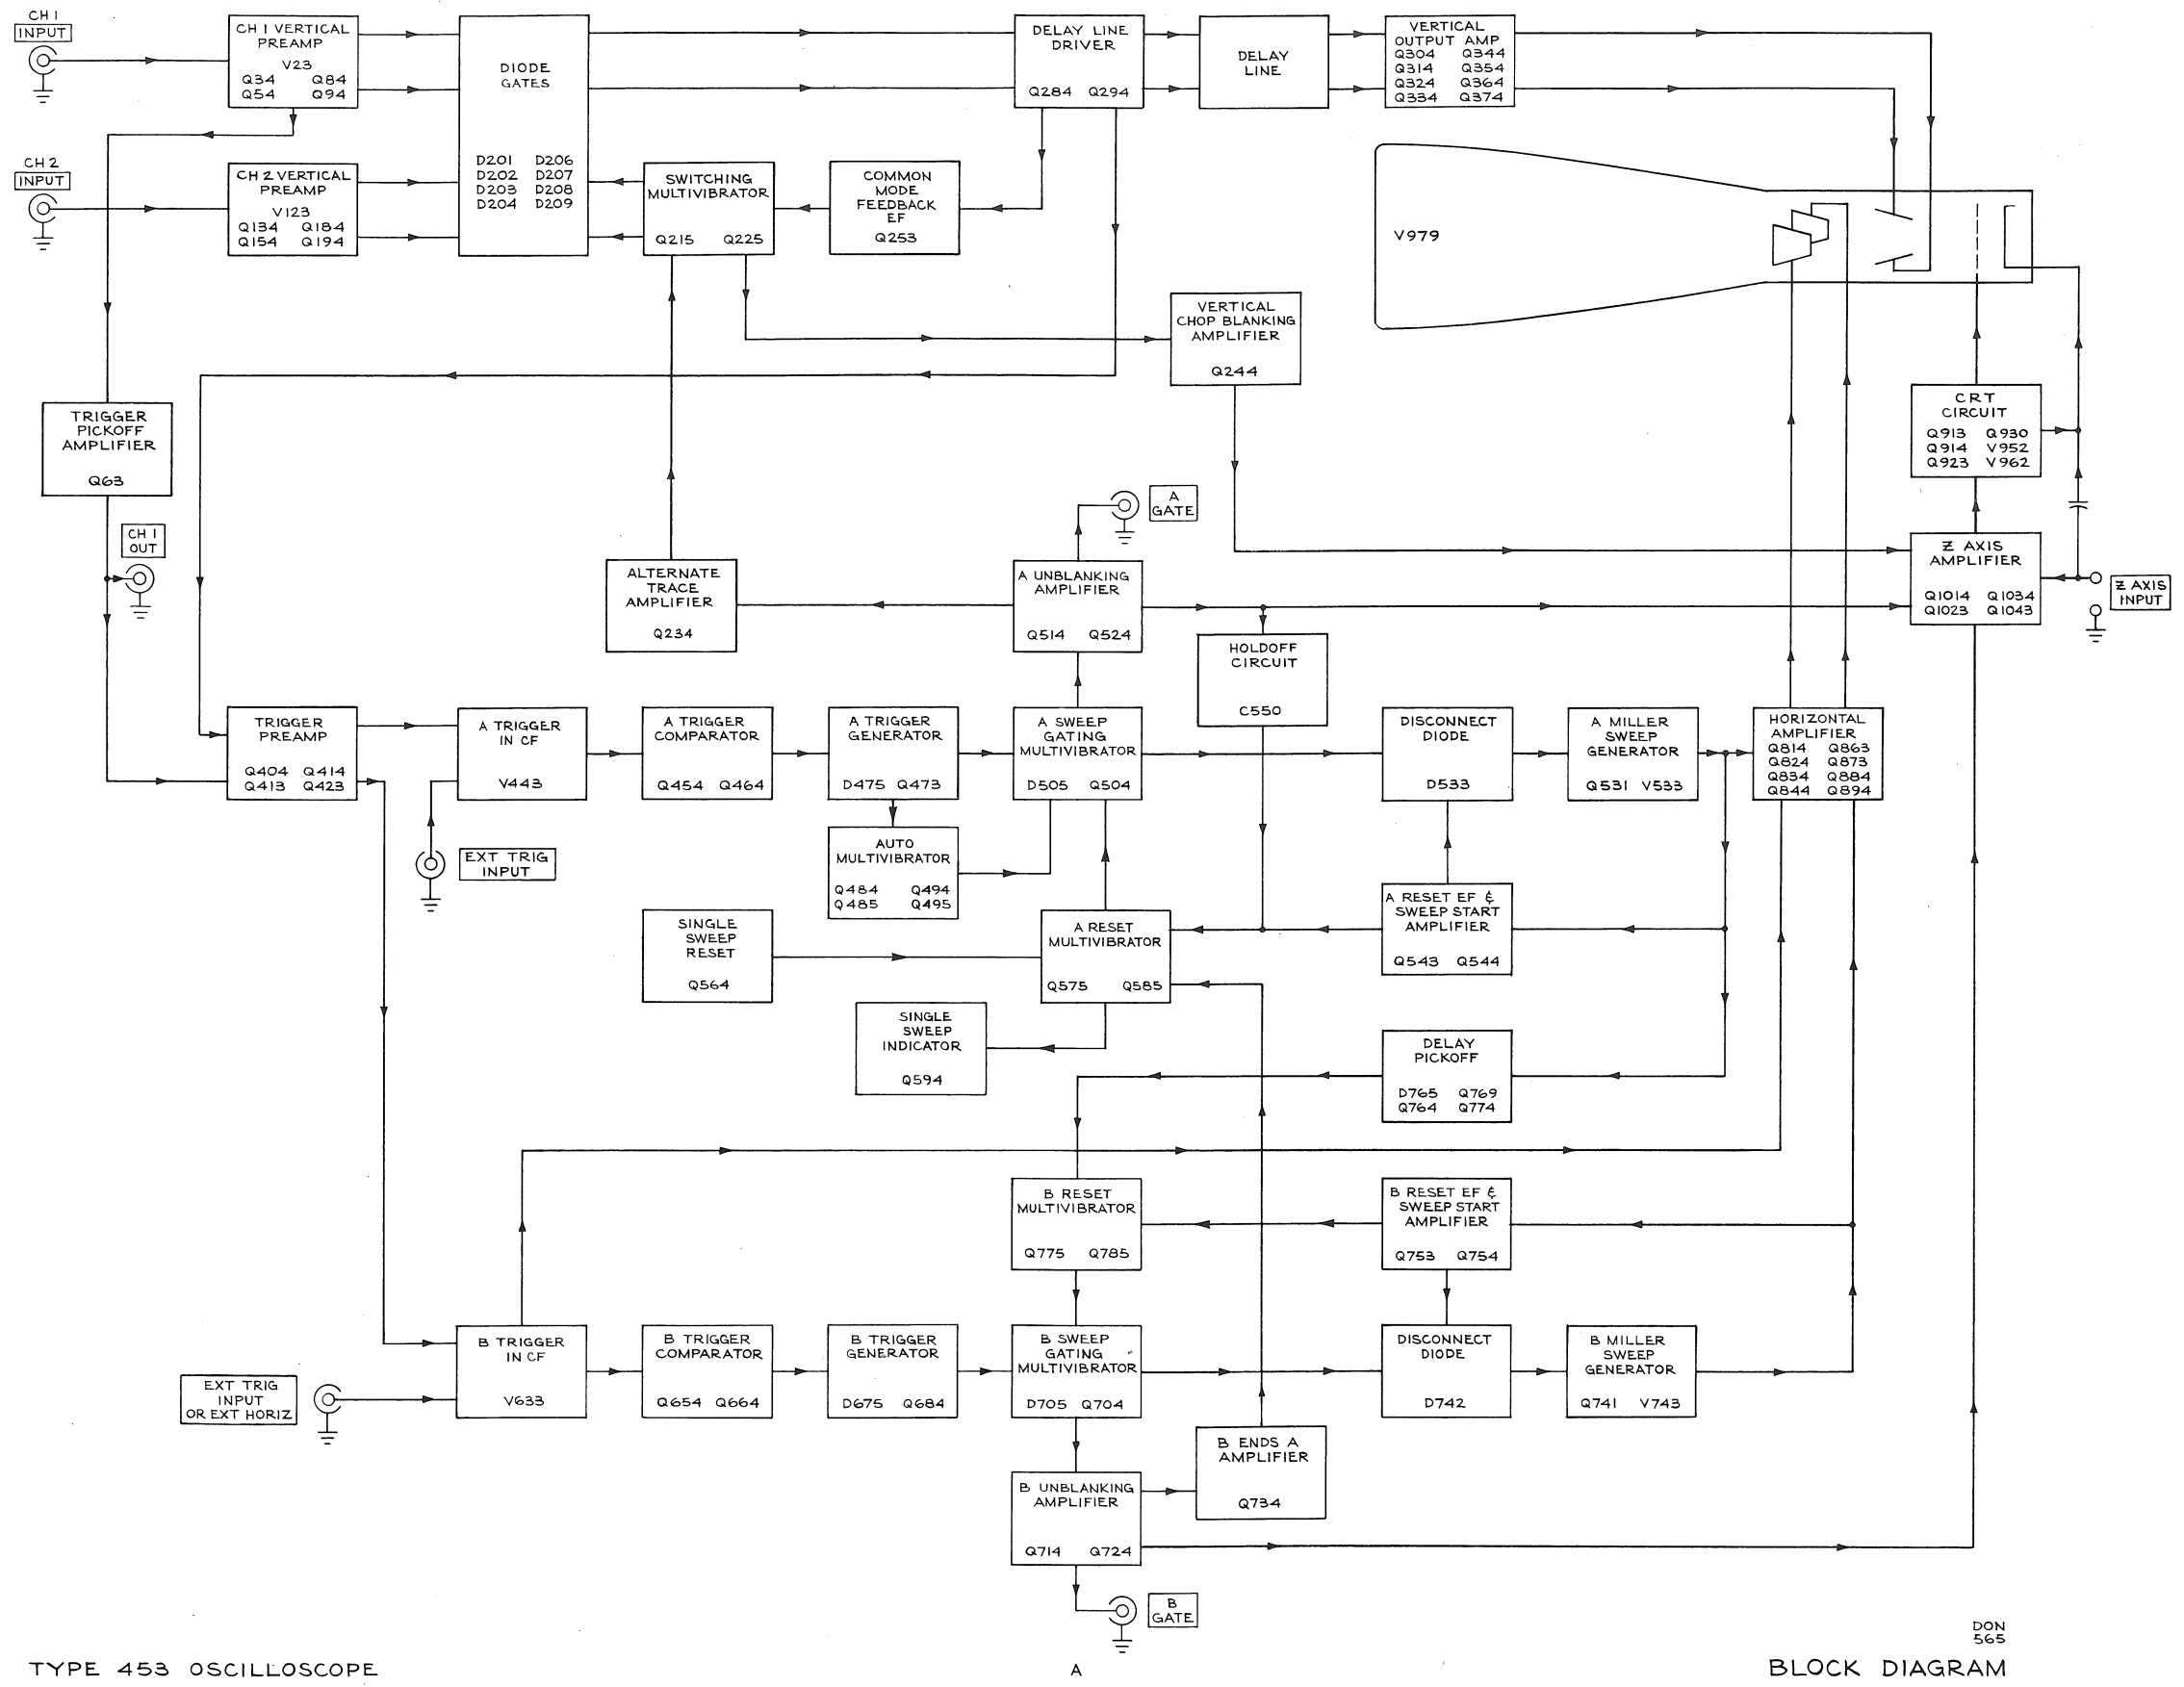 CH 1
INPUT
CH 1 VERTICAL
PREAMP
V23
Q34 Q84
Q54 Q94
DIODE
GATES
D201 D206
D202 D207
D203 D208
D204 D209
DELAY LINE
DRIVER
Q284 Q294
DELAY
LINE
VERTICAL
OUTPUT AMP
Q304 Q344
Q314 Q354
Q324 Q364
Q334 Q374
CH 2
INPUT
CH 2 VERTICAL
PREAMP
V123
Q134 Q184
Q154 Q194
SWITCHING
MULTIVIBRATOR
Q215 Q225
COMMON
MODE
FEEDBACK
EF
Q253
V979
VERTICAL
CHOP BLANKING
AMPLIFIER
Q244
TRIGGER
PICKOFF
AMPLIFIER
Q63
CRT
CIRCUIT
Q913 Q930
Q914 V952
Q923 V962
CH 1
OUT
A
GATE
ALTERNATE
TRACE
AMPLIFIER
Q234
A UNBLANKING
AMPLIFIER
Q514 Q524
Z AXIS
AMPLIFIER
Q1014 Q1034
Q1023 Q1043
Z AXIS
INPUT
HOLDOFF
CIRCUIT
C550
TRIGGER
PREAMP
Q404 Q414
Q413 Q423
A TRIGGER
IN CF
V443
A TRIGGER
COMPARATOR
Q454 Q464
A TRIGGER
GENERATOR
D475 Q473
A SWEEP
GATING
MULTIVIBRATOR
D505 Q504
DISCONNECT
DIODE
D533
A MILLER
SWEEP
GENERATOR
Q531 V533
HORIZONTAL
AMPLIFIER
Q814 Q863
Q824 Q873
Q834 Q884
Q844 Q894
EXT TRIG
INPUT
AUTO
MULTIVIBRATOR
Q484 Q494
Q485 Q495
SINGLE
SWEEP
RESET
Q564
A RESET
MULTIVIBRATOR
Q575 Q585
A RESET EF &
SWEEP START
AMPLIFIER
Q543 Q544
SINGLE
SWEEP
INDICATOR
Q594
DELAY
PICKOFF
D765 Q769
Q764 Q774
B RESET
MULTIVIBRATOR
Q775 Q785
B RESET EF &
SWEEP START
AMPLIFIER
Q753 Q754
EXT TRIG
INPUT
OR EXT HORIZ
B TRIGGER
IN CF
V633
B TRIGGER
COMPARATOR
Q654 Q664
B TRIGGER
GENERATOR
D675 Q684
B SWEEP
GATING
MULTIVIBRATOR
D705 Q704
DISCONNECT
DIODE
D742
B MILLER
SWEEP
GENERATOR
Q741 V743
B ENDS A
AMPLIFIER
Q734
B UNBLANKING
AMPLIFIER
Q714 Q724
B
GATE
DON
565
TYPE 453 OSCILLOSCOPE
A
BLOCK DIAGRAM